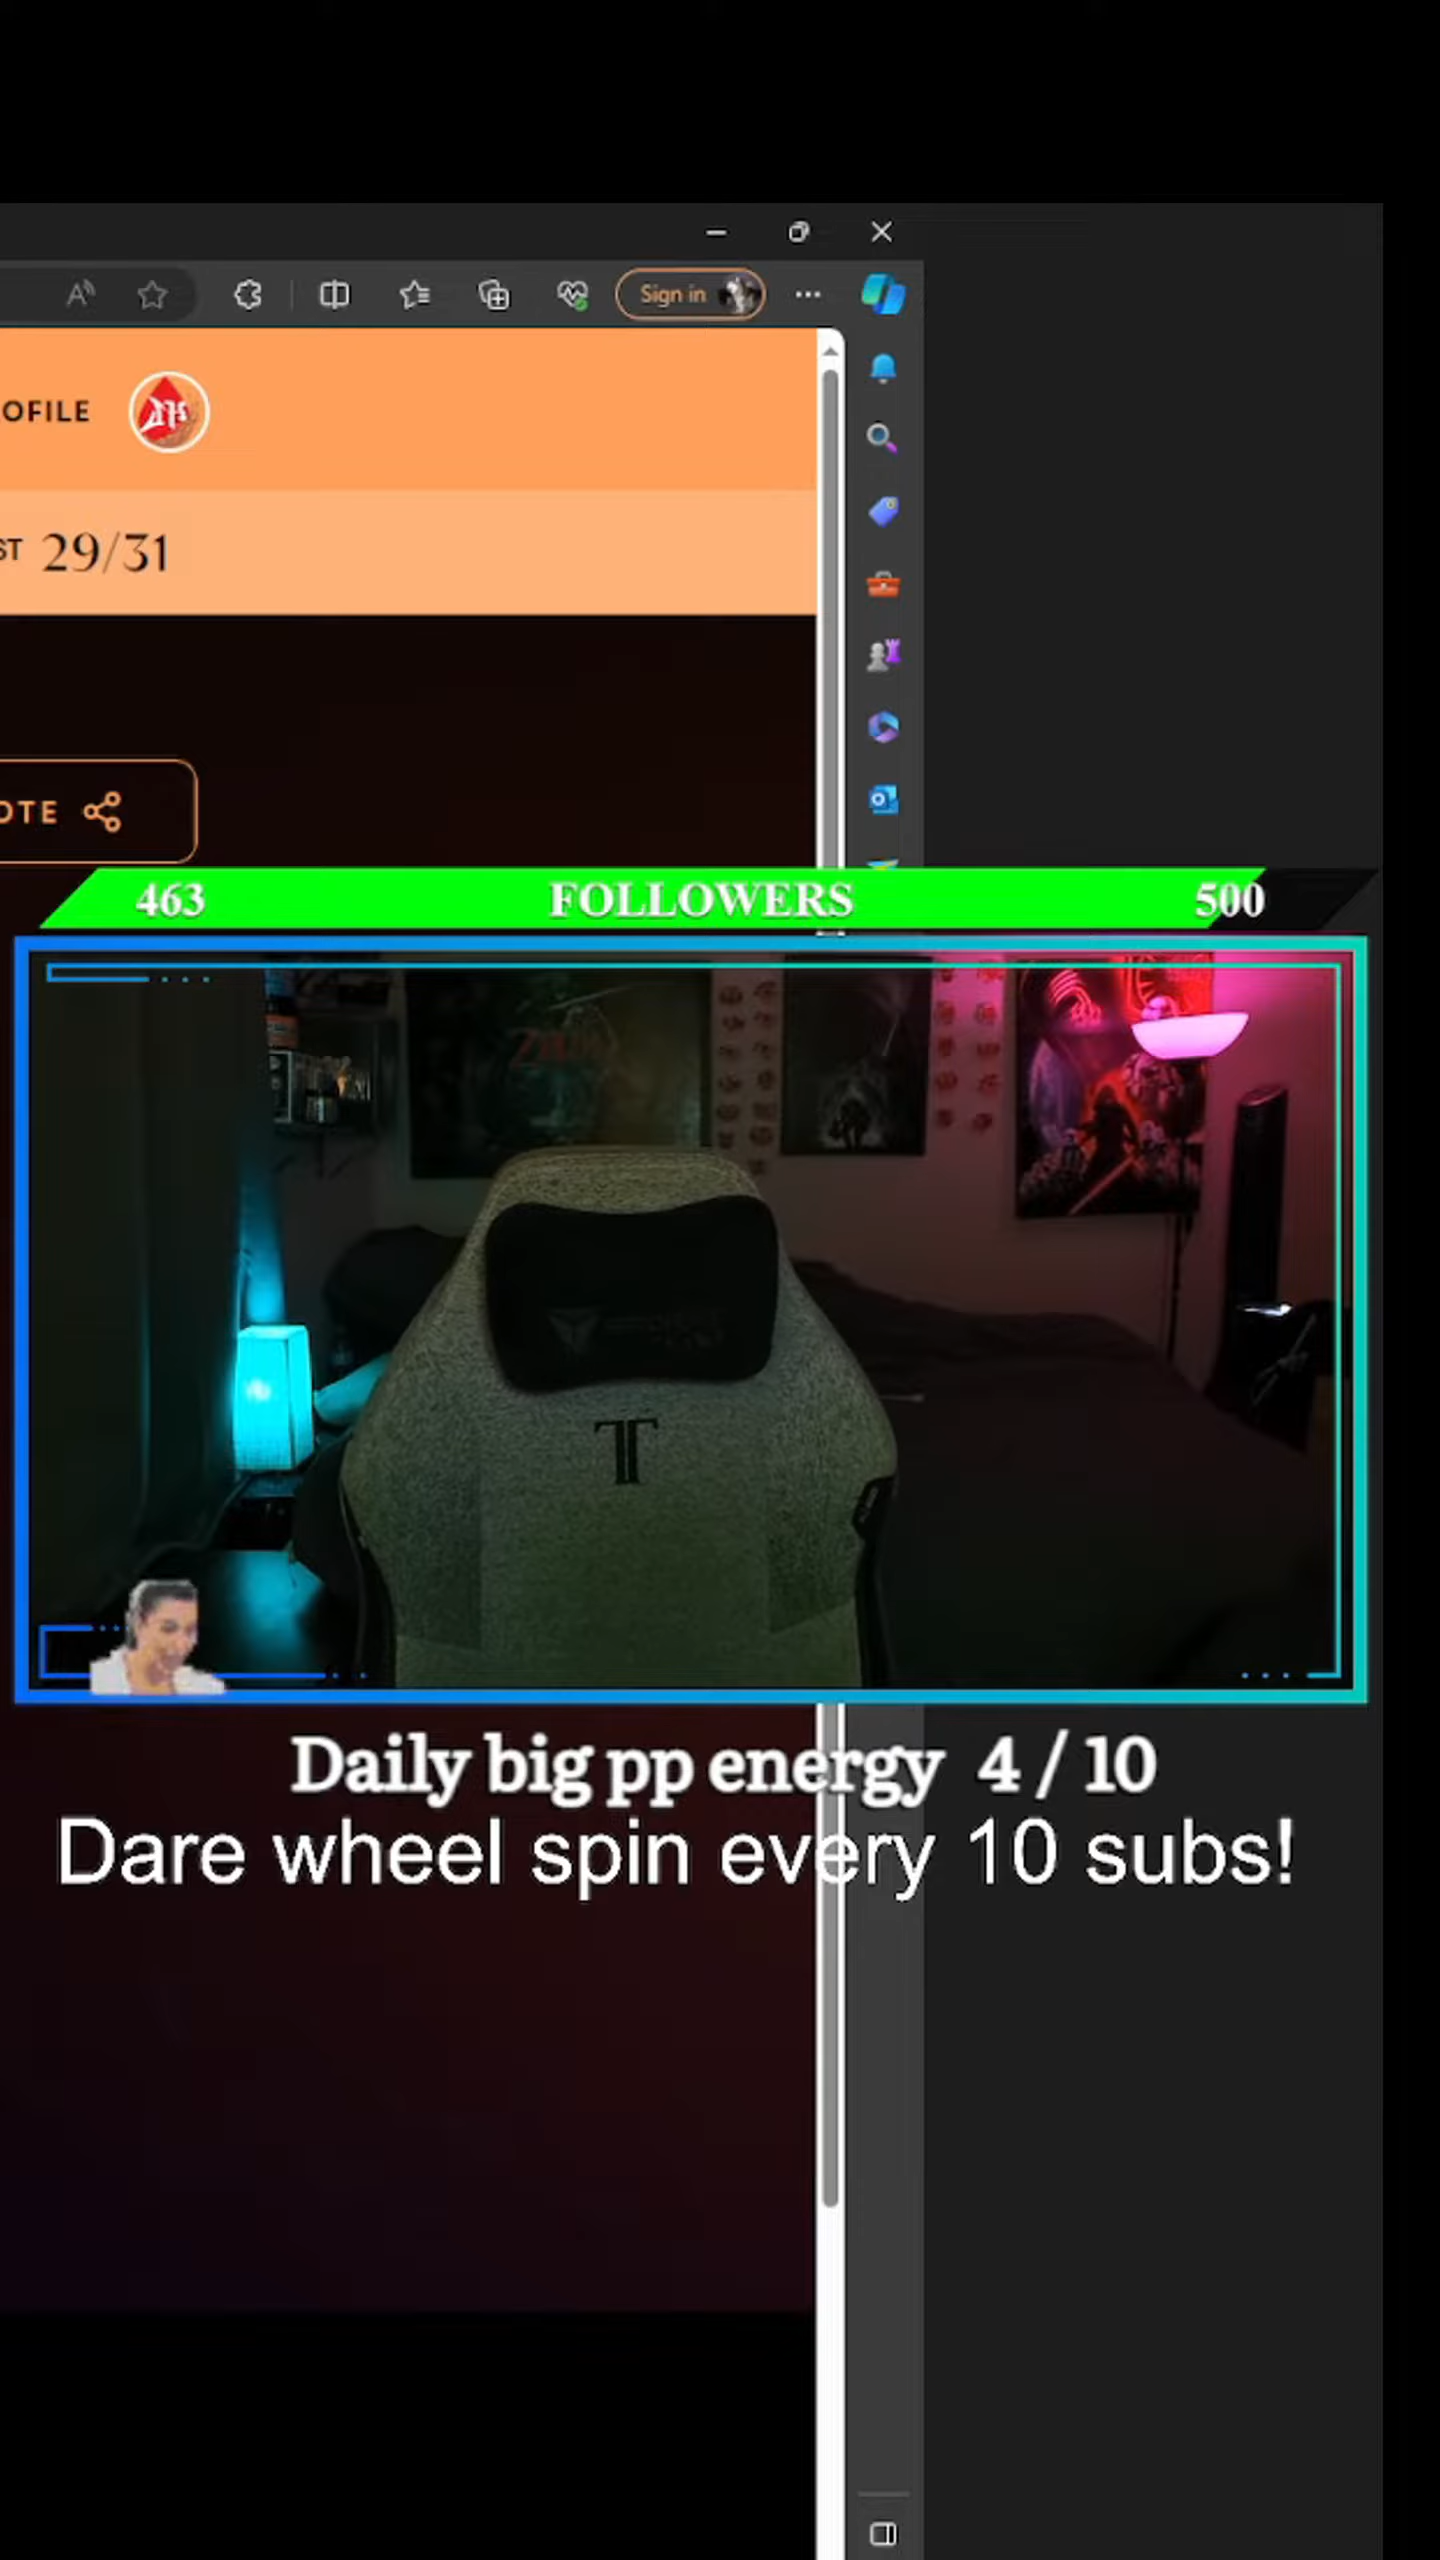 Sign in
OFILE
ST 29/31
OTE
463 FOLLOWERS 500
Daily big pp energy 4 / 10
Dare wheel spin every 10 subs!